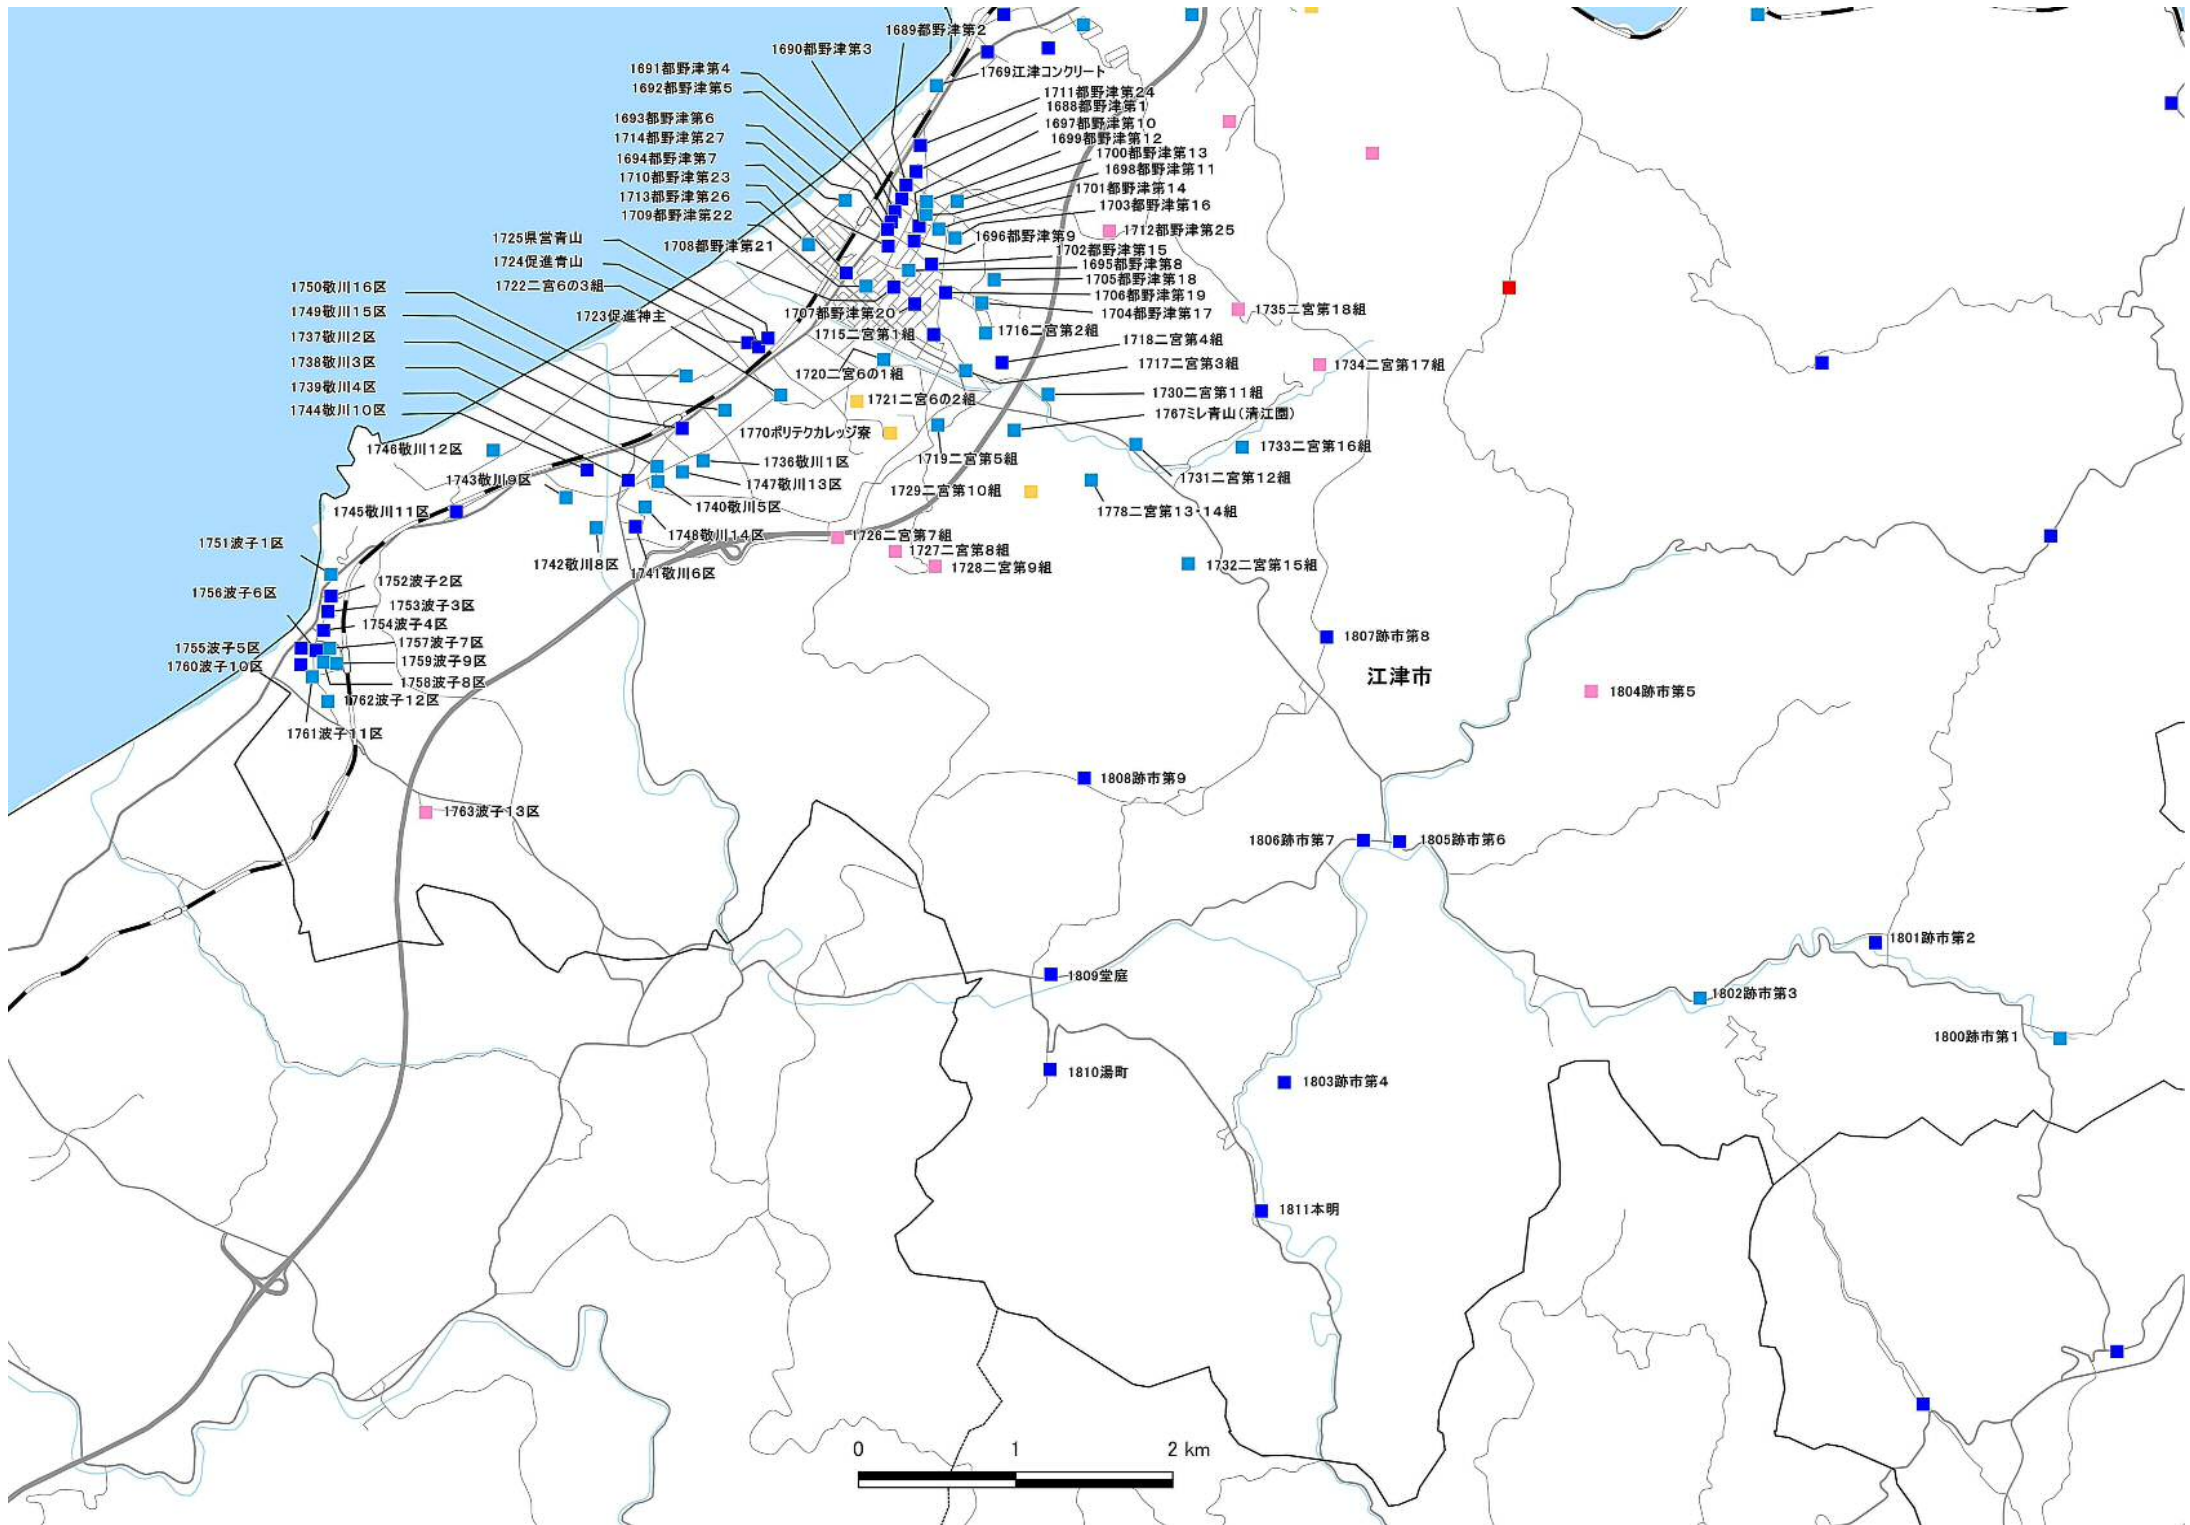 1689都野津第2
1690都野津第3
1691都野津第4
1692都野津第5
1769江津コンクリート
1711都野津第24
1688都野津第1
1697都野津第10
1699都野津第12
1700都野津第13
1698都野津第11
1701都野津第14
1703都野津第16
1693都野津第6
1714都野津第27
1694都野津第7
1710都野津第23
1713都野津第26
1709都野津第22
1708都野津第21
1712都野津第25
1696都野津第9
1702都野津第15
1695都野津第8
1705都野津第18
1706都野津第19
1704都野津第17
1707都野津第20
1725県営青山
1724促進青山
1722二宮6の3組
1723促進神主
1715二宮第1組
1716二宮第2組
1718二宮第4組
1717二宮第3組
1735二宮第18組
1734二宮第17組
1750敬川16区
1749敬川15区
1737敬川2区
1738敬川3区
1739敬川4区
1744敬川10区
1720二宮6の1組
1721二宮6の2組
1730二宮第11組
1767ミレ青山(清江園)
1770ポリテクカレッジ寮
1746敬川12区
1736敬川1区
1719二宮第5組
1733二宮第16組
1743敬川9区
1747敬川13区
1729二宮第10組
1731二宮第12組
1745敬川11区
1740敬川5区
1778二宮第13・14組
1748敬川14区
1726二宮第7組
1751波子1区
1742敬川8区
1741敬川6区
1727二宮第8組
1728二宮第9組
1732二宮第15組
1752波子2区
1756波子6区
1753波子3区
1754波子4区
1755波子5区
1757波子7区
1760波子10区
1759波子9区
1758波子8区
1762波子12区
1761波子11区
1807跡市第8
江津市
1804跡市第5
1808跡市第9
1763波子13区
1806跡市第7
1805跡市第6
1801跡市第2
1809堂庭
1802跡市第3
1800跡市第1
1810湯町
1803跡市第4
1811本明
0 1 2 km